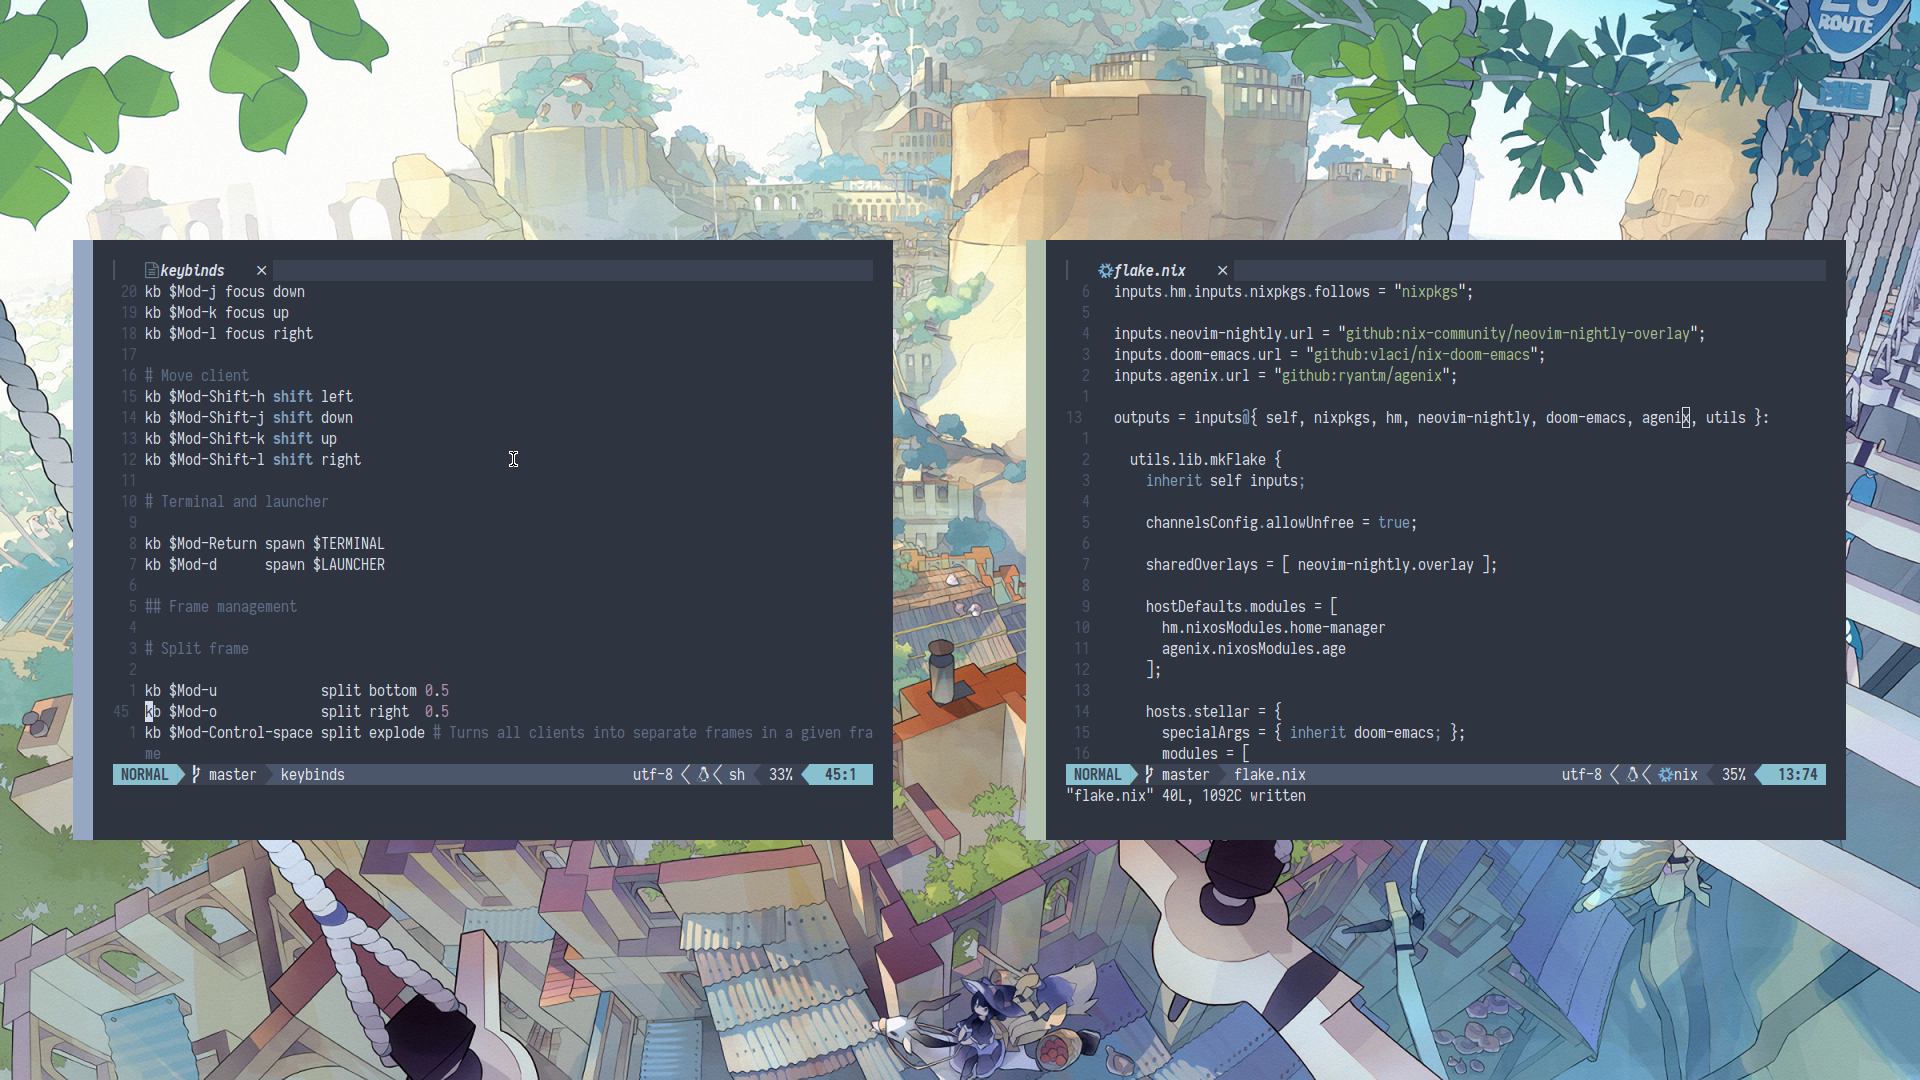 ROUTE
keybinds ×
20 kb $Mod-j focus down
19 kb $Mod-k focus up
18 kb $Mod-l focus right
17
16 # Move client
15 kb $Mod-Shift-h shift left
14 kb $Mod-Shift-j shift down
13 kb $Mod-Shift-k shift up
12 kb $Mod-Shift-l shift right
11
10 # Terminal and launcher
9
8 kb $Mod-Return spawn $TERMINAL
7 kb $Mod-d      spawn $LAUNCHER
6
5 ## Frame management
4
3 # Split frame
2
1 kb $Mod-u             split bottom 0.5
45 kb $Mod-o             split right  0.5
1 kb $Mod-Control-space split explode # Turns all clients into separate frames in a given fra
me
NORMAL master keybinds utf-8 sh 33% 45:1
flake.nix ×
6 inputs.hm.inputs.nixpkgs.follows = "nixpkgs";
5
4 inputs.neovim-nightly.url = "github:nix-community/neovim-nightly-overlay";
3 inputs.doom-emacs.url = "github:vlaci/nix-doom-emacs";
2 inputs.agenix.url = "github:ryantm/agenix";
1
13 outputs = inputs@{ self, nixpkgs, hm, neovim-nightly, doom-emacs, agenix, utils }:
1
2 utils.lib.mkFlake {
3 inherit self inputs;
4
5 channelsConfig.allowUnfree = true;
6
7 sharedOverlays = [ neovim-nightly.overlay ];
8
9 hostDefaults.modules = [
10 hm.nixosModules.home-manager
11 agenix.nixosModules.age
12 ];
13
14 hosts.stellar = {
15 specialArgs = { inherit doom-emacs; };
16 modules = [
NORMAL master flake.nix utf-8 nix 35% 13:74
"flake.nix" 40L, 1092C written